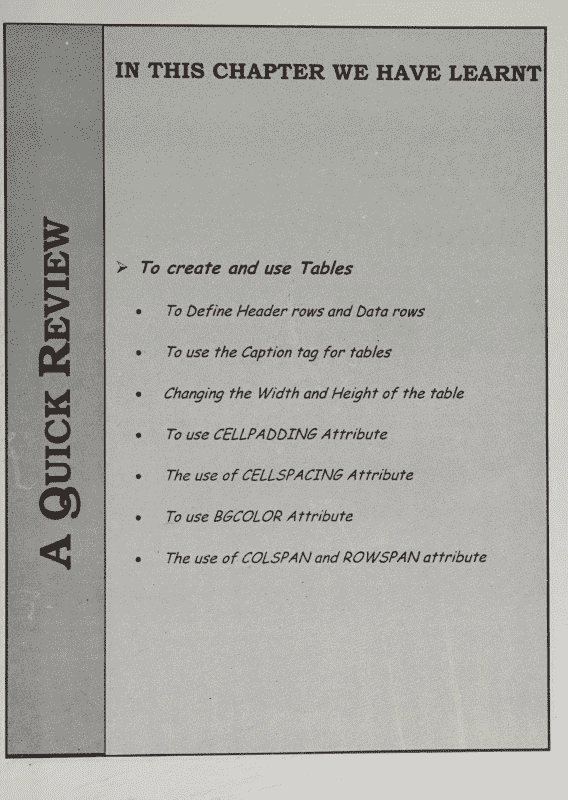 IN THIS CHAPTER WE HAVE LEARNT
A QUICK REVIEW
➢ To create and use Tables
• To Define Header rows and Data rows
• To use the Caption tag for tables
• Changing the Width and Height of the table
• To use CELLPADDING Attribute
• The use of CELLSPACING Attribute
• To use BGCOLOR Attribute
• The use of COLSPAN and ROWSPAN attribute